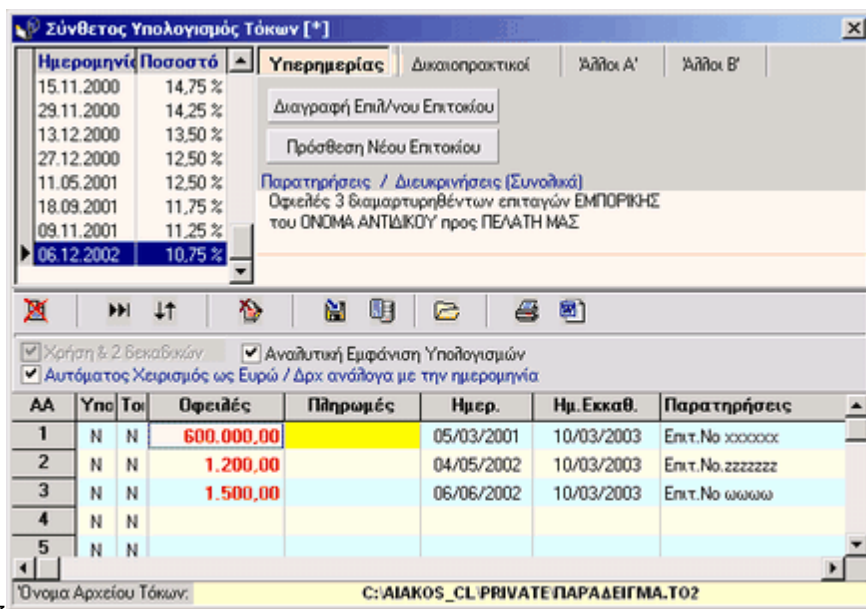 Σύνθετος Υπολογισμός Τόκων [*]
Ημερομηνίο Ποσοστό
15.11.2000 14,75 %
29.11.2000 14,25 %
13.12.2000 13,50 %
27.12.2000 12,50 %
11.05.2001 12,50 %
18.09.2001 11,75 %
09.11.2001 11,25 %
06.12.2002 10,75 %
Υπερημερίας Δικαιοπρακτικοί Άλλοι Α' Άλλοι Β'
Διαγραφή Επιλ/νου Επιτοκίου
Πρόσθεση Νέου Επιτοκίου
Παρατηρήσεις / Διευκρινήσεις (Συνολικά)
Οφειλές 3 διαμαρτυρηθέντων επιταγών ΕΜΠΟΡΙΚΗΣ
του ΟΝΟΜΑ ΑΝΤΙΔΙΚΟΥ προς ΠΕΛΑΤΗ ΜΑΣ
Χρήση & 2 δεκαδικών Αναλυτική Εμφάνιση Υπολογισμών
Αυτόματος Χειρισμός ως Ευρώ / Δρχ ανάλογα με την ημερομηνία
ΑΑ Υπο Το Οφειλές Πληρωμές Ημερ. Ημ.Εκκαθ. Παρατηρήσεις
1 Ν Ν 600.000,00 05/03/2001 10/03/2003 Επιτ.Νο xxxxxx
2 Ν Ν 1.200,00 04/05/2002 10/03/2003 Επιτ.Νο.zzzzzzz
3 Ν Ν 1.500,00 06/06/2002 10/03/2003 Επιτ.Νο ωωωω
4 Ν Ν
5 Ν Ν
Όνομα Αρχείου Τόκων: C:\AIAKOS_CL\PRIVATE\ΠΑΡΑΔΕΙΓΜΑ.ΤΟ2